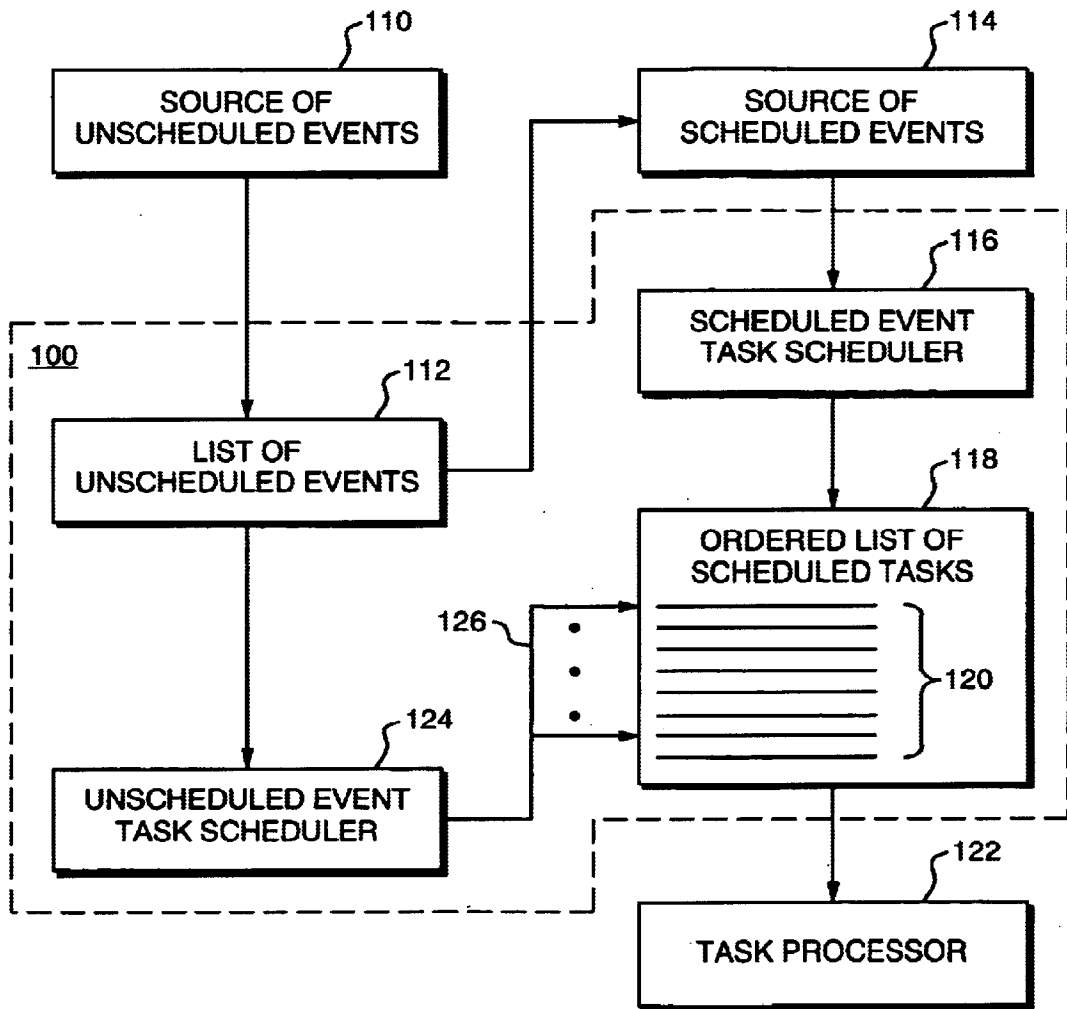 110
SOURCE OF
UNSCHEDULED EVENTS
114
SOURCE OF
SCHEDULED EVENTS
116
SCHEDULED EVENT
TASK SCHEDULER
100
112
LIST OF
UNSCHEDULED EVENTS
118
ORDERED LIST OF
SCHEDULED TASKS
126
120
124
UNSCHEDULED EVENT
TASK SCHEDULER
122
TASK PROCESSOR